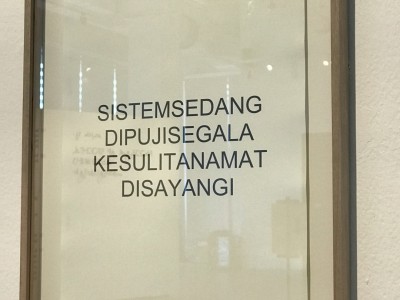 SISTEMSEDANG
DIPUJISEGALA
KESULITANAMAT
DISAYANGI